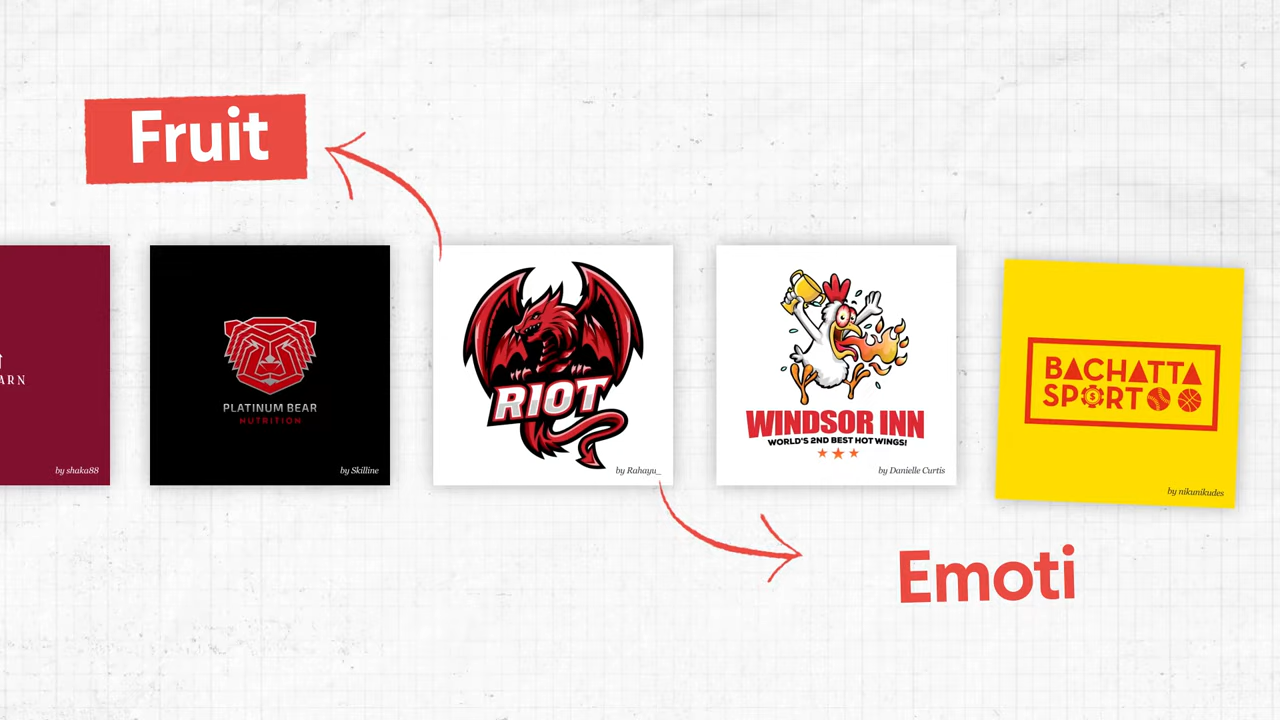 Fruit
ARN
by shaka88
PLATINUM BEAR
NUTRITION
by Skilline
RIOT
by Rahayu_
WINDSOR INN
WORLD'S 2ND BEST HOT WINGS!
by Danielle Curtis
BACHATTA
SPORT
by nikunikudes
Emoti